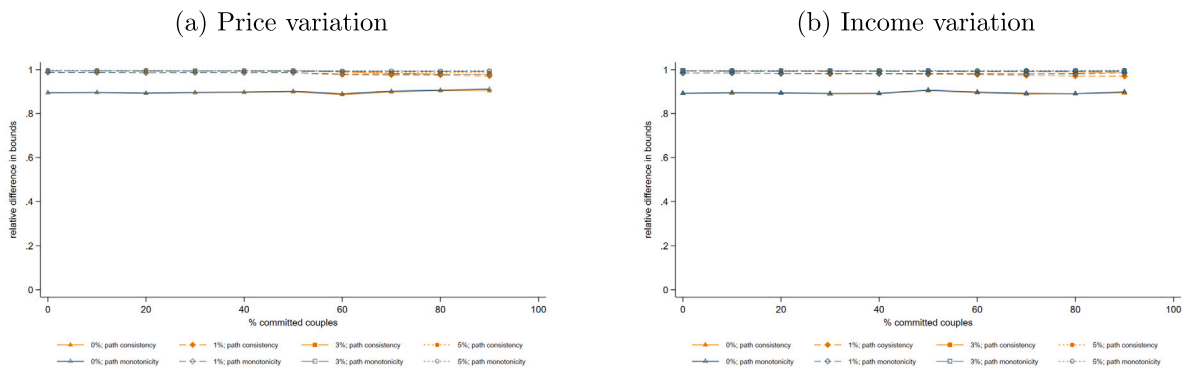 (a) Price variation
1
.8
.6
.4
.2
0
relative difference in bounds
0 20 40 60 80 100
% committed couples
0%; path consistency 1%; path consistency 3%; path consistency 5%; path consistency
0%; path monotonicity 1%; path monotonicity 3%; path monotonicity 5%; path monotonicity
(b) Income variation
1
.8
.6
.4
.2
0
relative difference in bounds
0 20 40 60 80 100
% committed couples
0%; path consistency 1%; path coysistency 3%; path consistency 5%; path consistency
0%; path monotonicity 1%; path monotonicity 3%; path monotonicity 5%; path monotonicity